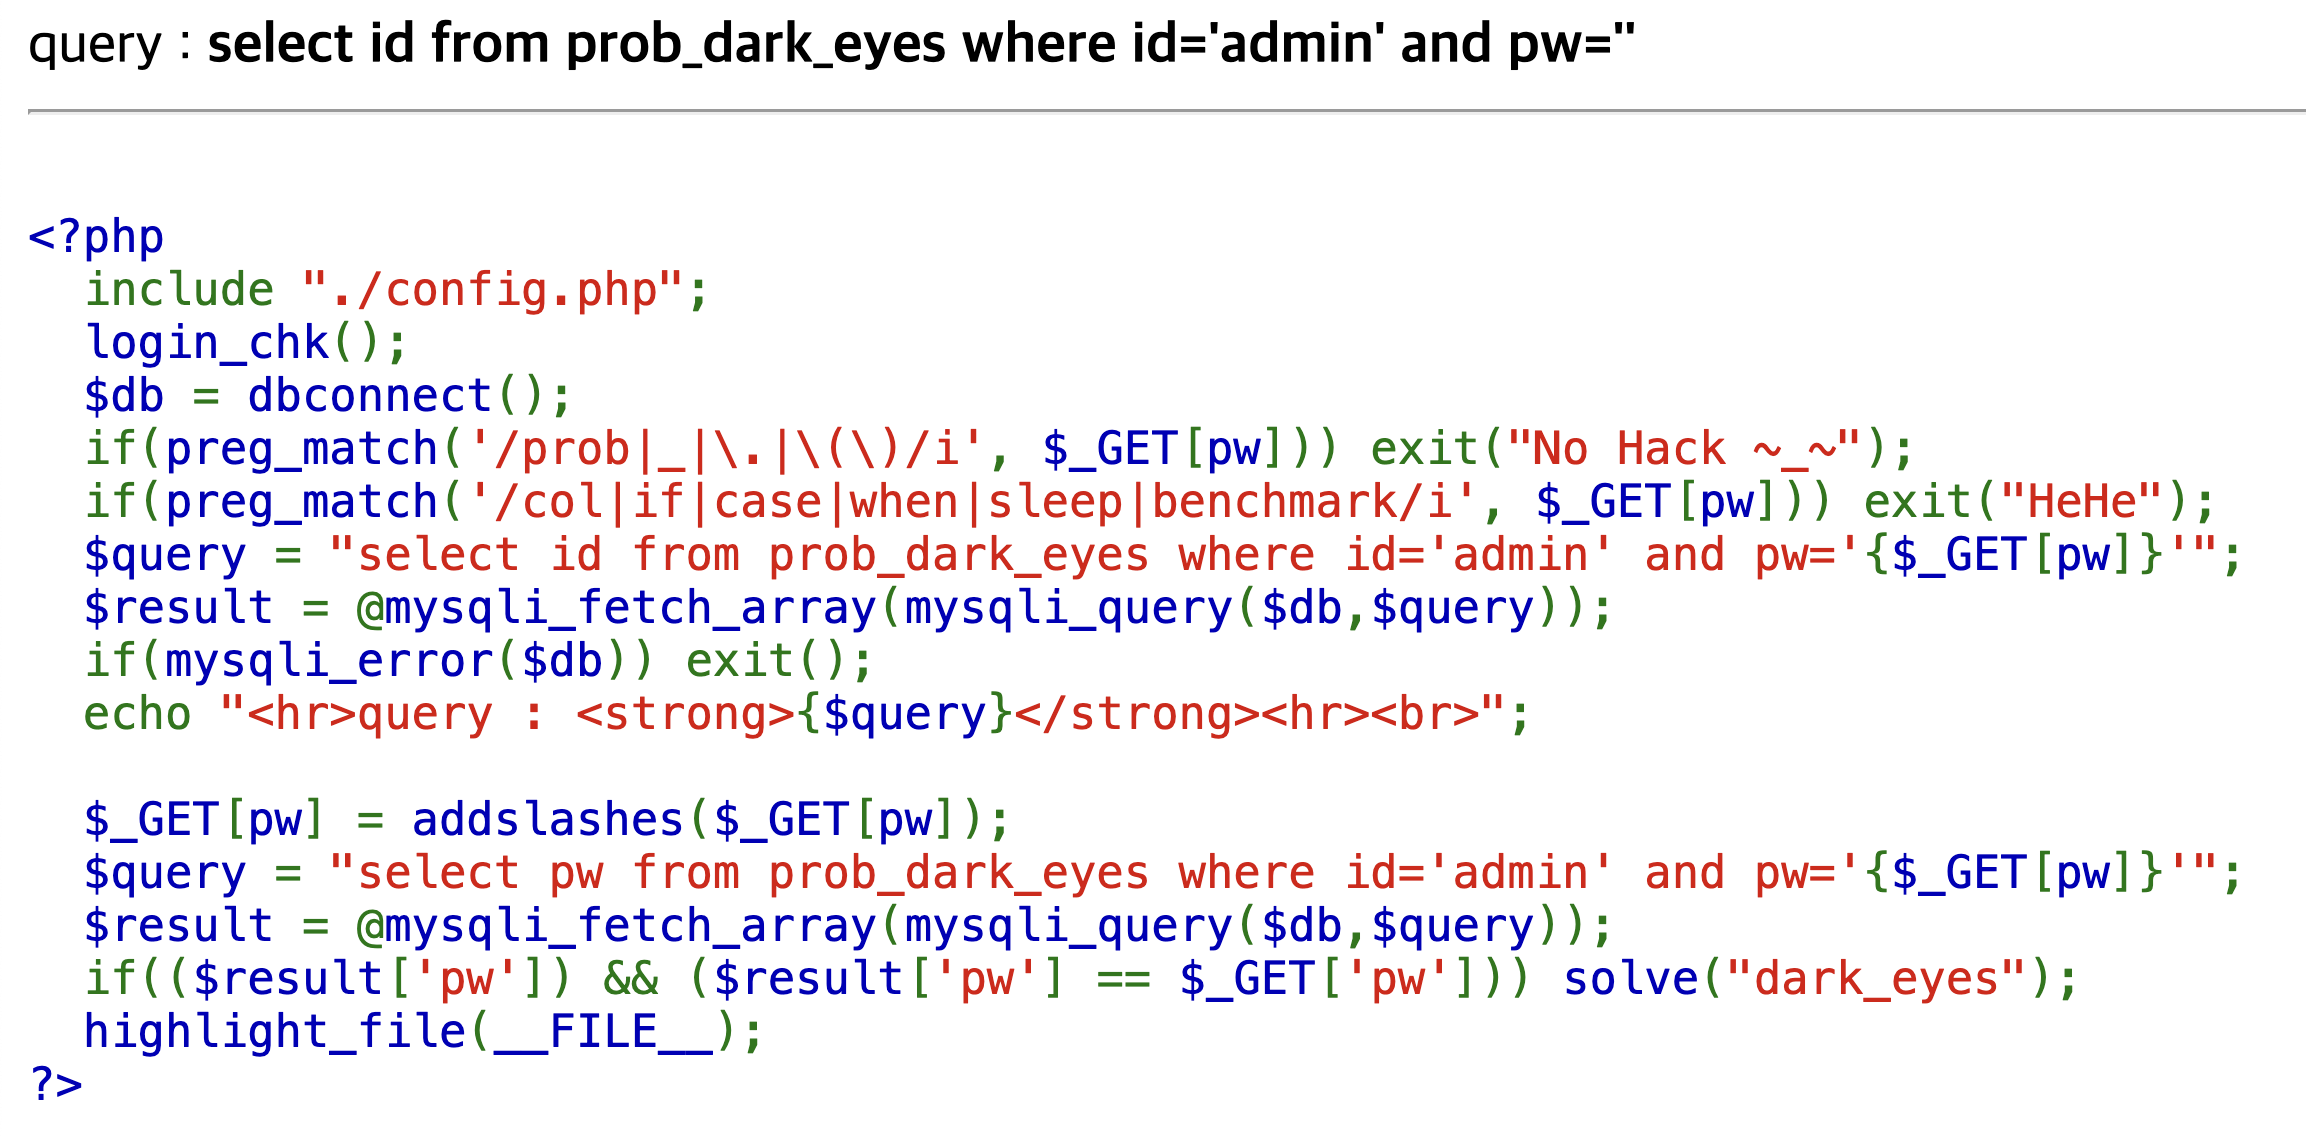 query : select id from prob_dark_eyes where id='admin' and pw=''
<?php
include "./config.php";
login_chk();
$db = dbconnect();
if(preg_match('/prob|_|\.|\(\)/i', $_GET[pw])) exit("No Hack ~_~");
if(preg_match('/col|if|case|when|sleep|benchmark/i', $_GET[pw])) exit("HeHe");
$query = "select id from prob_dark_eyes where id='admin' and pw='{$_GET[pw]}'";
$result = @mysqli_fetch_array(mysqli_query($db,$query));
if(mysqli_error($db)) exit();
echo "<hr>query : <strong>{$query}</strong><hr><br>";
$_GET[pw] = addslashes($_GET[pw]);
$query = "select pw from prob_dark_eyes where id='admin' and pw='{$_GET[pw]}'";
$result = @mysqli_fetch_array(mysqli_query($db,$query));
if(($result['pw']) && ($result['pw'] == $_GET['pw'])) solve("dark_eyes");
highlight_file(__FILE__);
?>